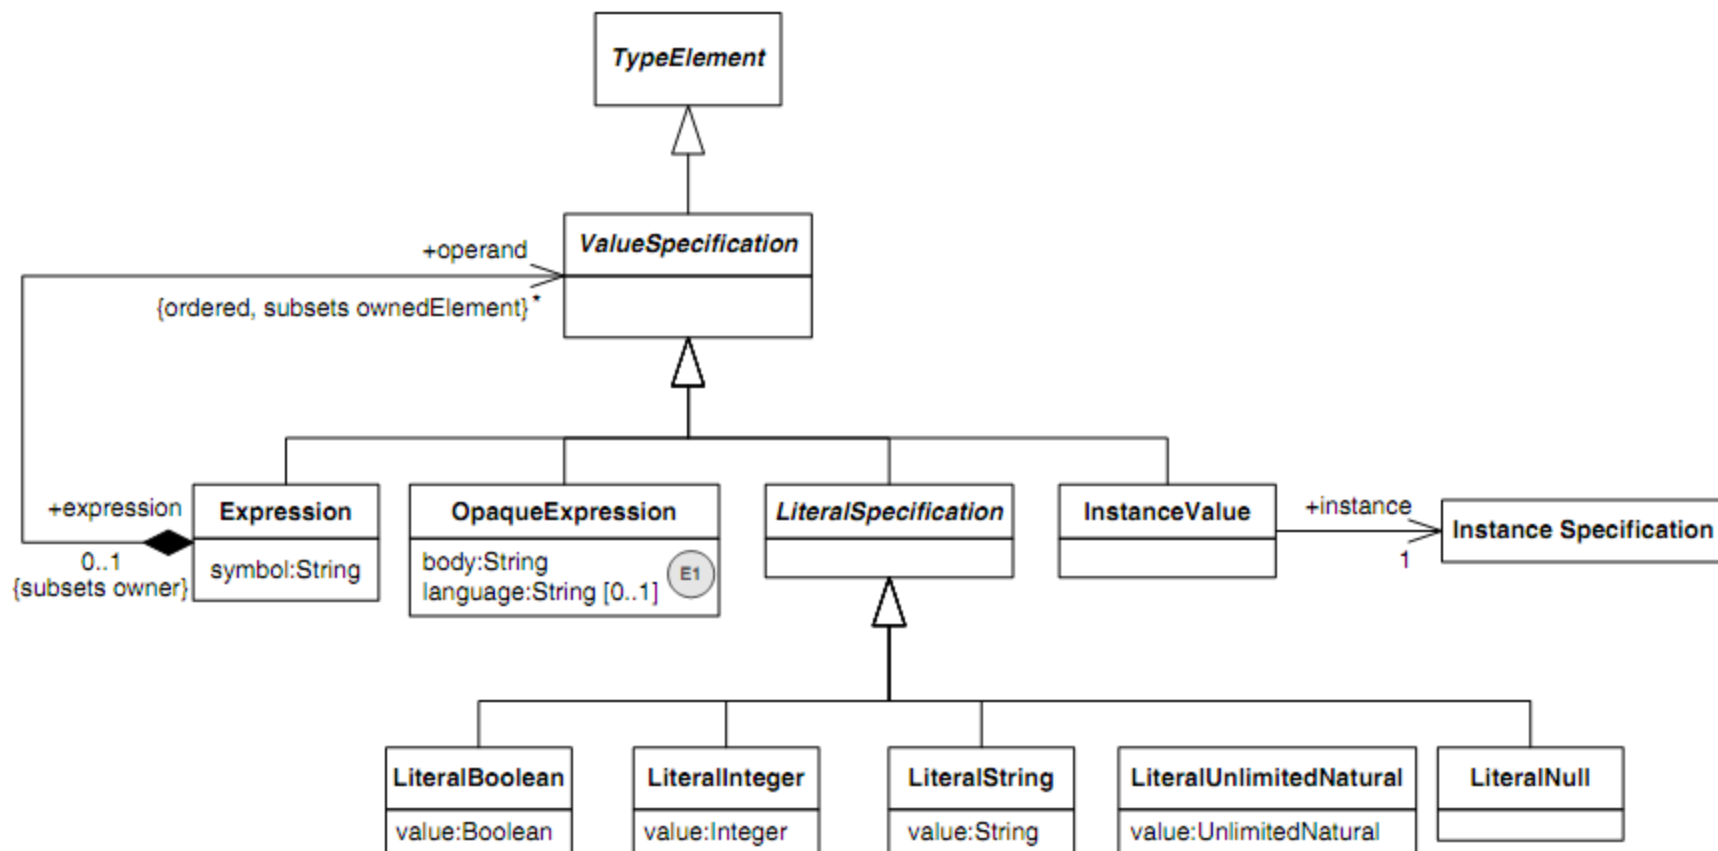 TypeElement
ValueSpecification
+operand
{ordered, subsets ownedElement} *
+expression
0..1
{subsets owner}
Expression
symbol:String
OpaqueExpression
body:String
language:String [0..1]
E1
LiteralSpecification
InstanceValue
+instance
1
Instance Specification
LiteralBoolean
value:Boolean
LiteralInteger
value:Integer
LiteralString
value:String
LiteralUnlimitedNatural
value:UnlimitedNatural
LiteralNull